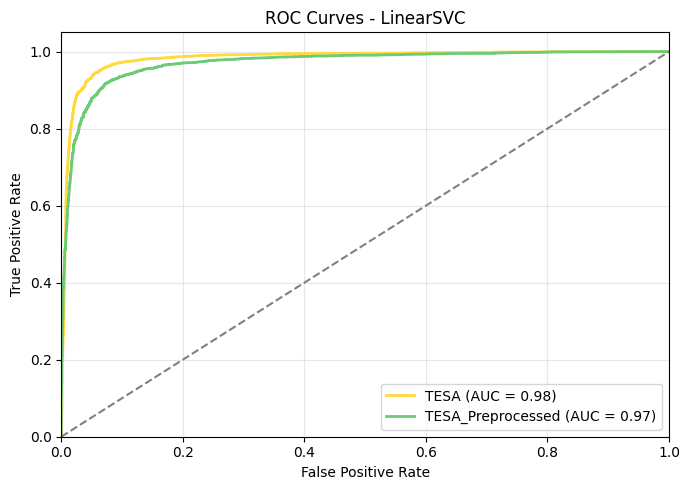 ROC Curves - LinearSVC
True Positive Rate
1.0
0.8
0.6
0.4
0.2
0.0
TESA (AUC = 0.98)
TESA_Preprocessed (AUC = 0.97)
0.0 0.2 0.4 0.6 0.8 1.0
False Positive Rate